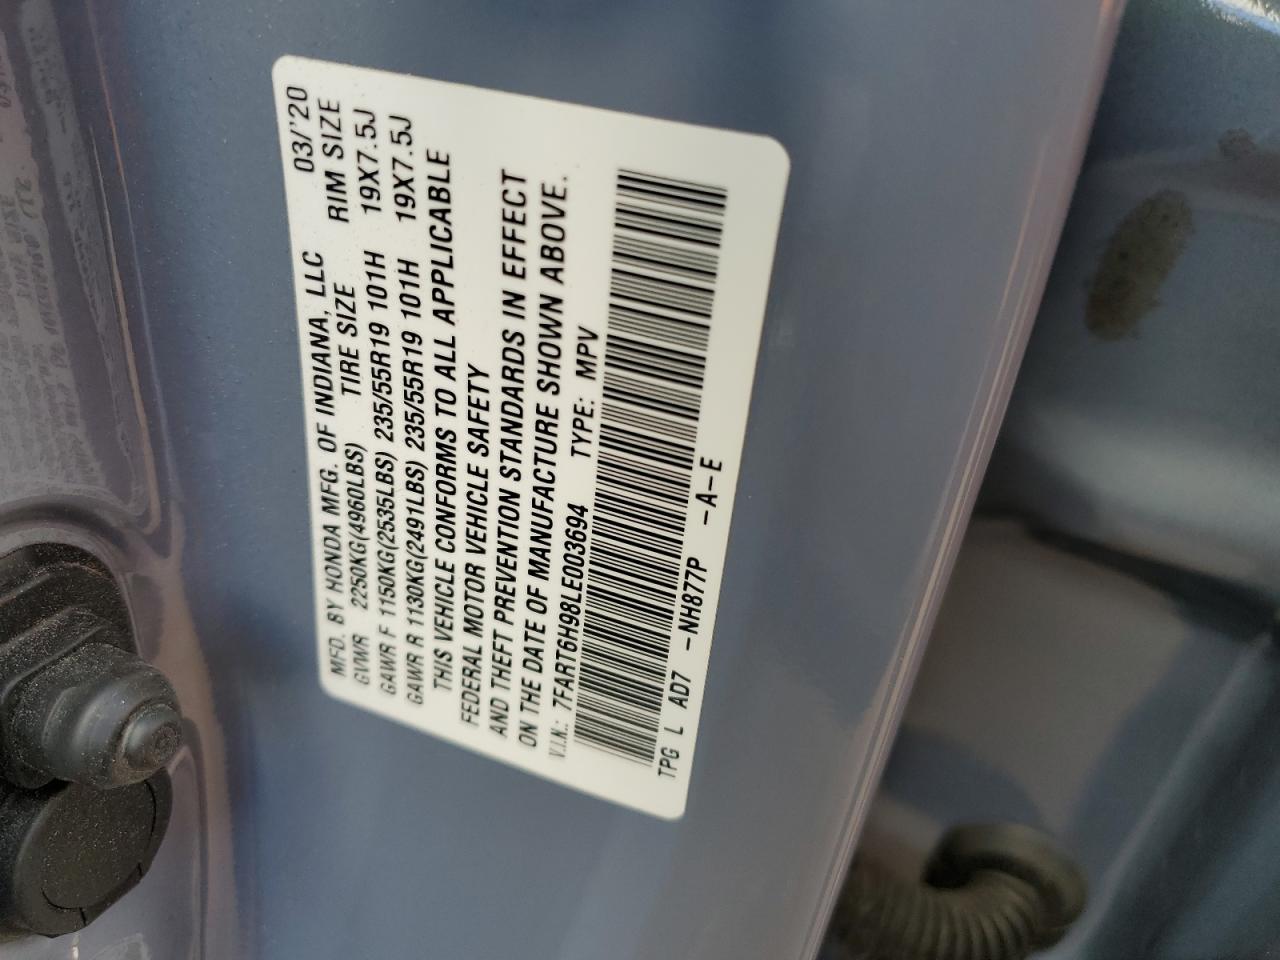 MFD. BY HONDA MFG. OF INDIANA, LLC 03/'20
GVWR 2250KG(4960LBS) TIRE SIZE RIM SIZE
GAWR F 1150KG(2535LBS) 235/55R19 101H 19X7.5J
GAWR R 1130KG(2491LBS) 235/55R19 101H 19X7.5J
THIS VEHICLE CONFORMS TO ALL APPLICABLE
FEDERAL MOTOR VEHICLE SAFETY
AND THEFT PREVENTION STANDARDS IN EFFECT
ON THE DATE OF MANUFACTURE SHOWN ABOVE.
V.I.N.: 7FART6H98LE003694 TYPE: MPV
TPG L AD7 -NH877P -A-E